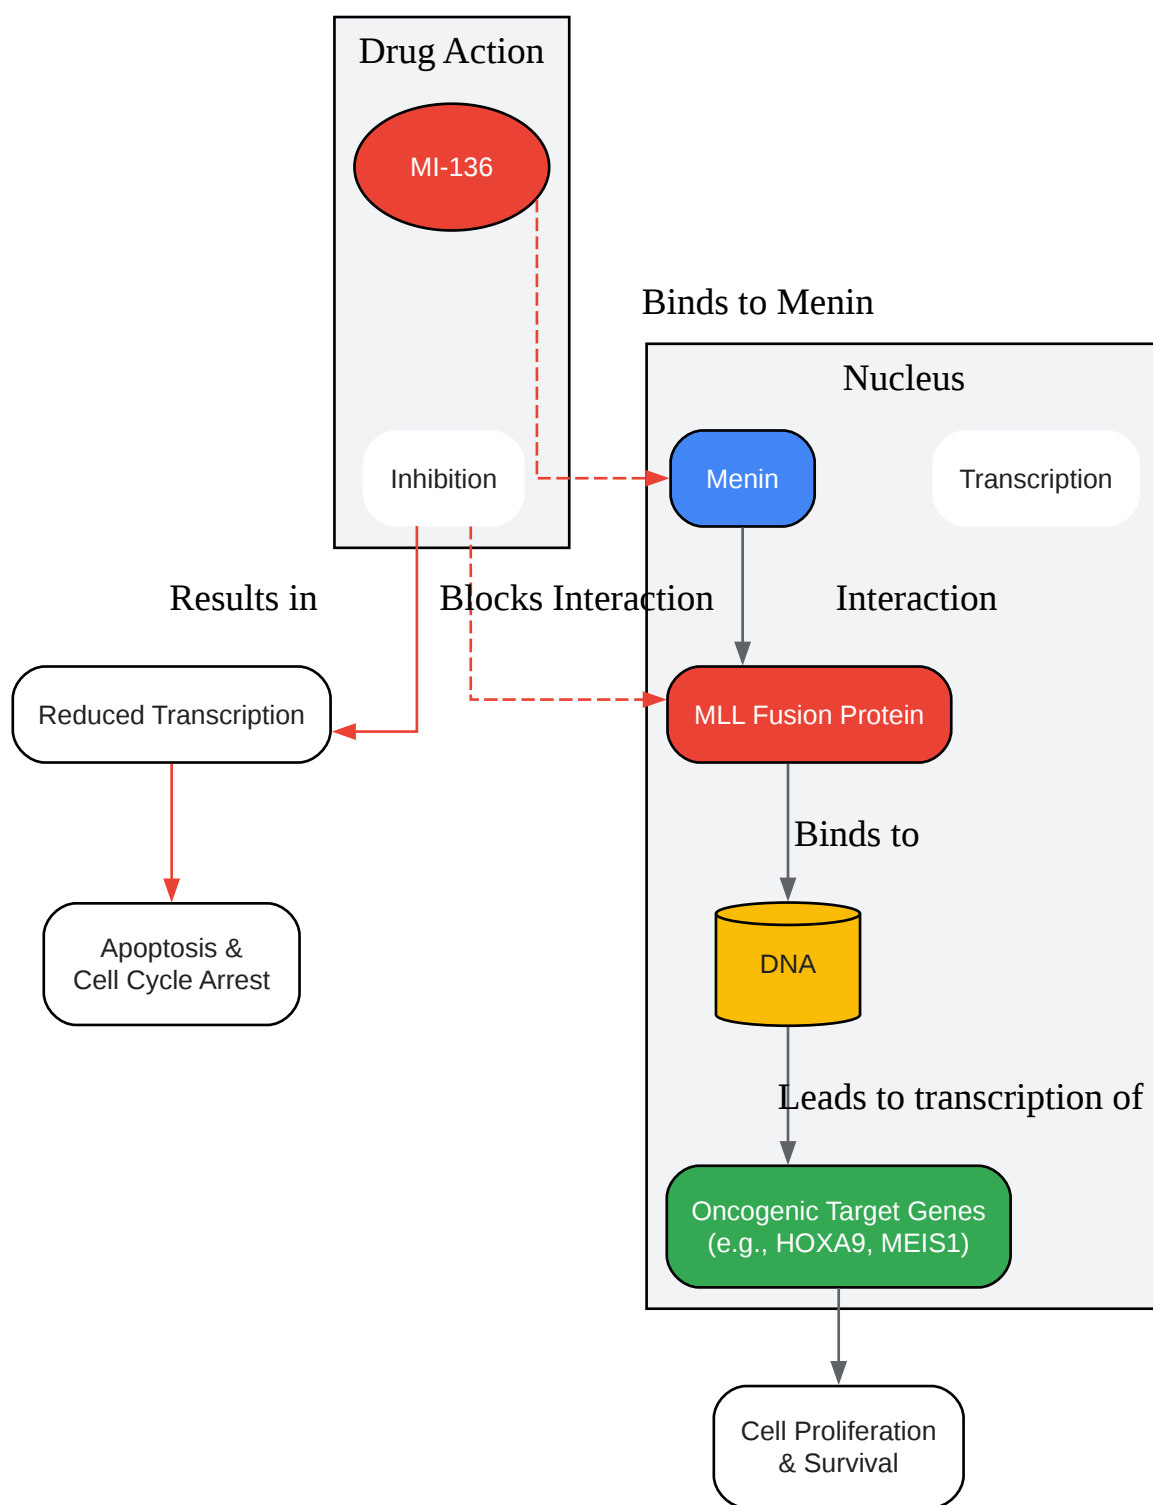 Drug Action
MI-136
Binds to Menin
Nucleus
Inhibition
Menin
Transcription
Results in
Blocks Interaction
Interaction
Reduced Transcription
MLL Fusion Protein
Binds to
Apoptosis &
Cell Cycle Arrest
DNA
Leads to transcription of
Oncogenic Target Genes
(e.g., HOXA9, MEIS1)
Cell Proliferation
& Survival